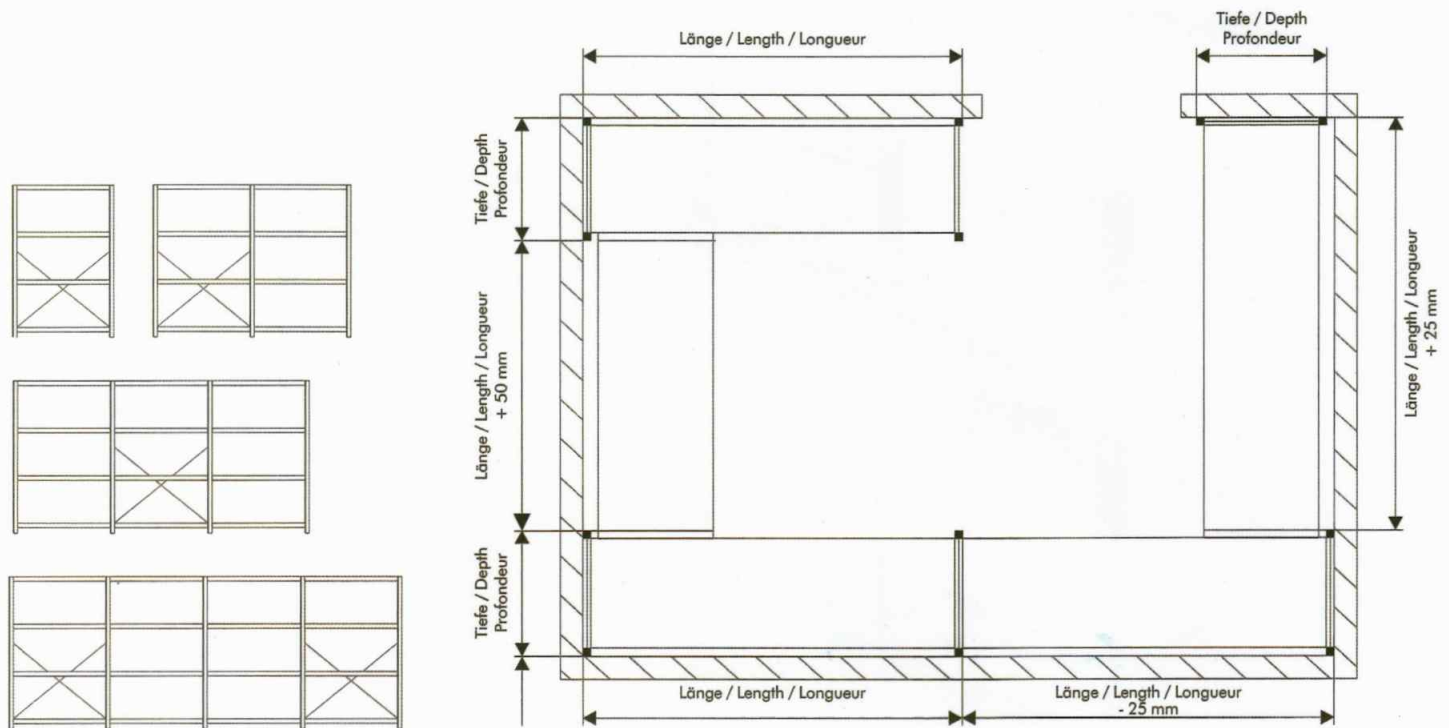 Länge / Length / Longueur
Tiefe / Depth
Profondeur
Tiefe / Depth
Profondeur
Länge / Length / Longueur
+ 50 mm
Länge / Length / Longueur
+ 25 mm
Tiefe / Depth
Profondeur
Länge / Length / Longueur
Länge / Length / Longueur
- 25 mm